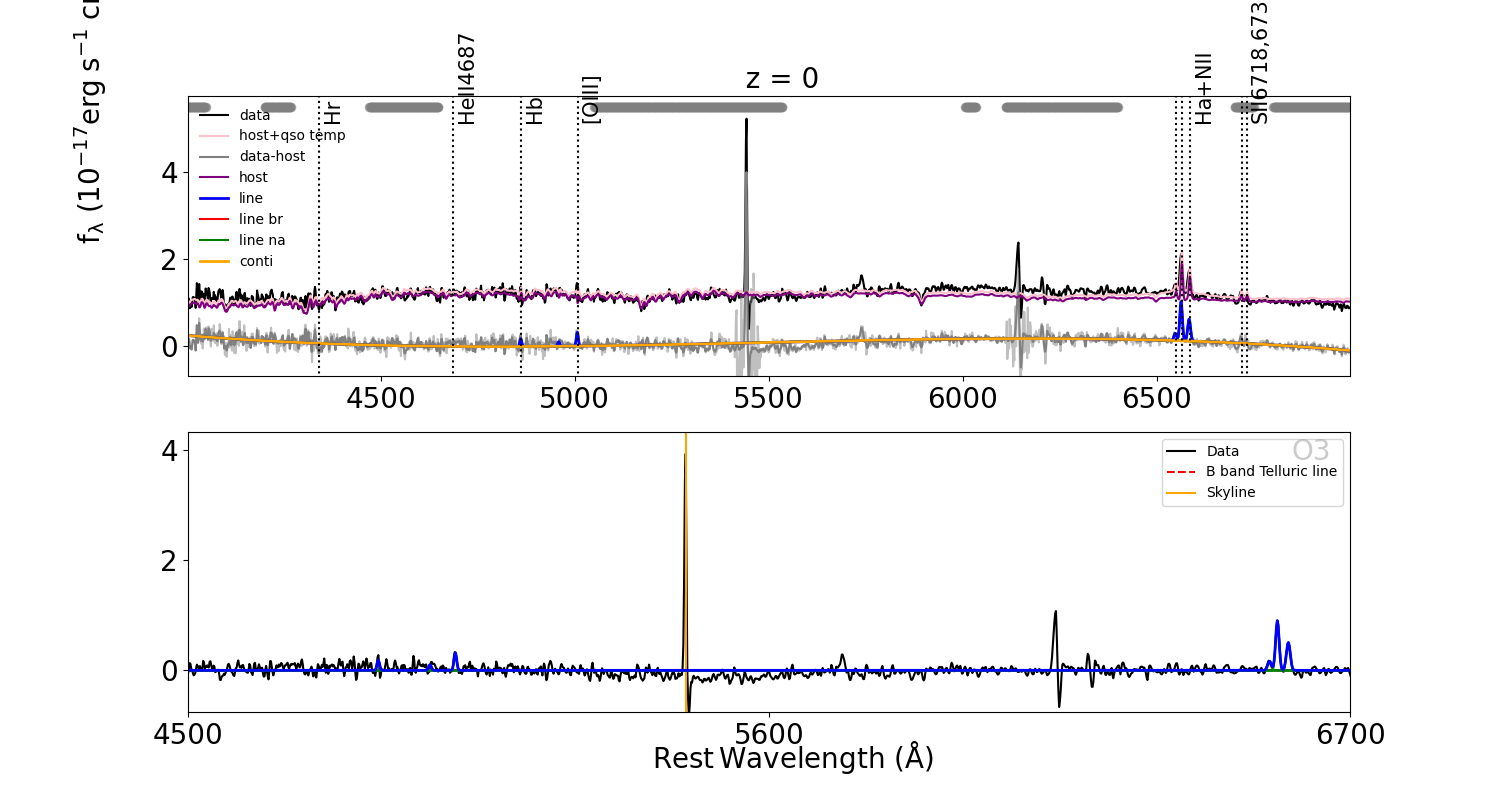 z = 0
fλ (10−17erg s−1 c
Hr
HeII4687
Hb
[OIII]
Ha+NII
SII6718,673
data
host+qso temp
data-host
host
line
line br
line na
conti
4
2
0
4500
5000
5500
6000
6500
O3
Data
B band Telluric line
Skyline
4
2
0
4500
5600
6700
Rest Wavelength (Å)